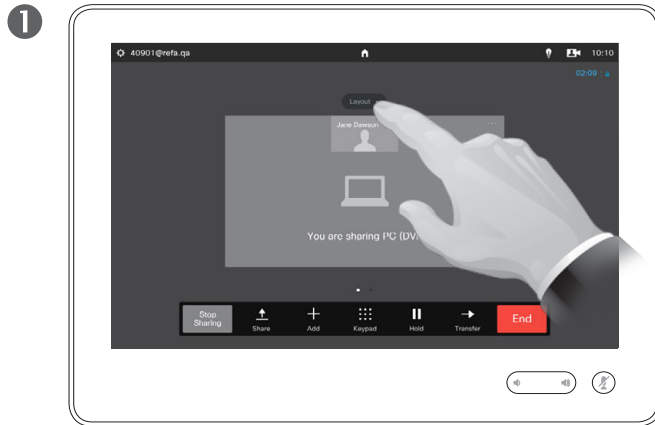 1
40901@refa.qa
10:10
02:09
Layout
Jane Dawson
You are sharing PC (DV
Stop
Sharing
Share
Add
Keypad
Hold
Transfer
End